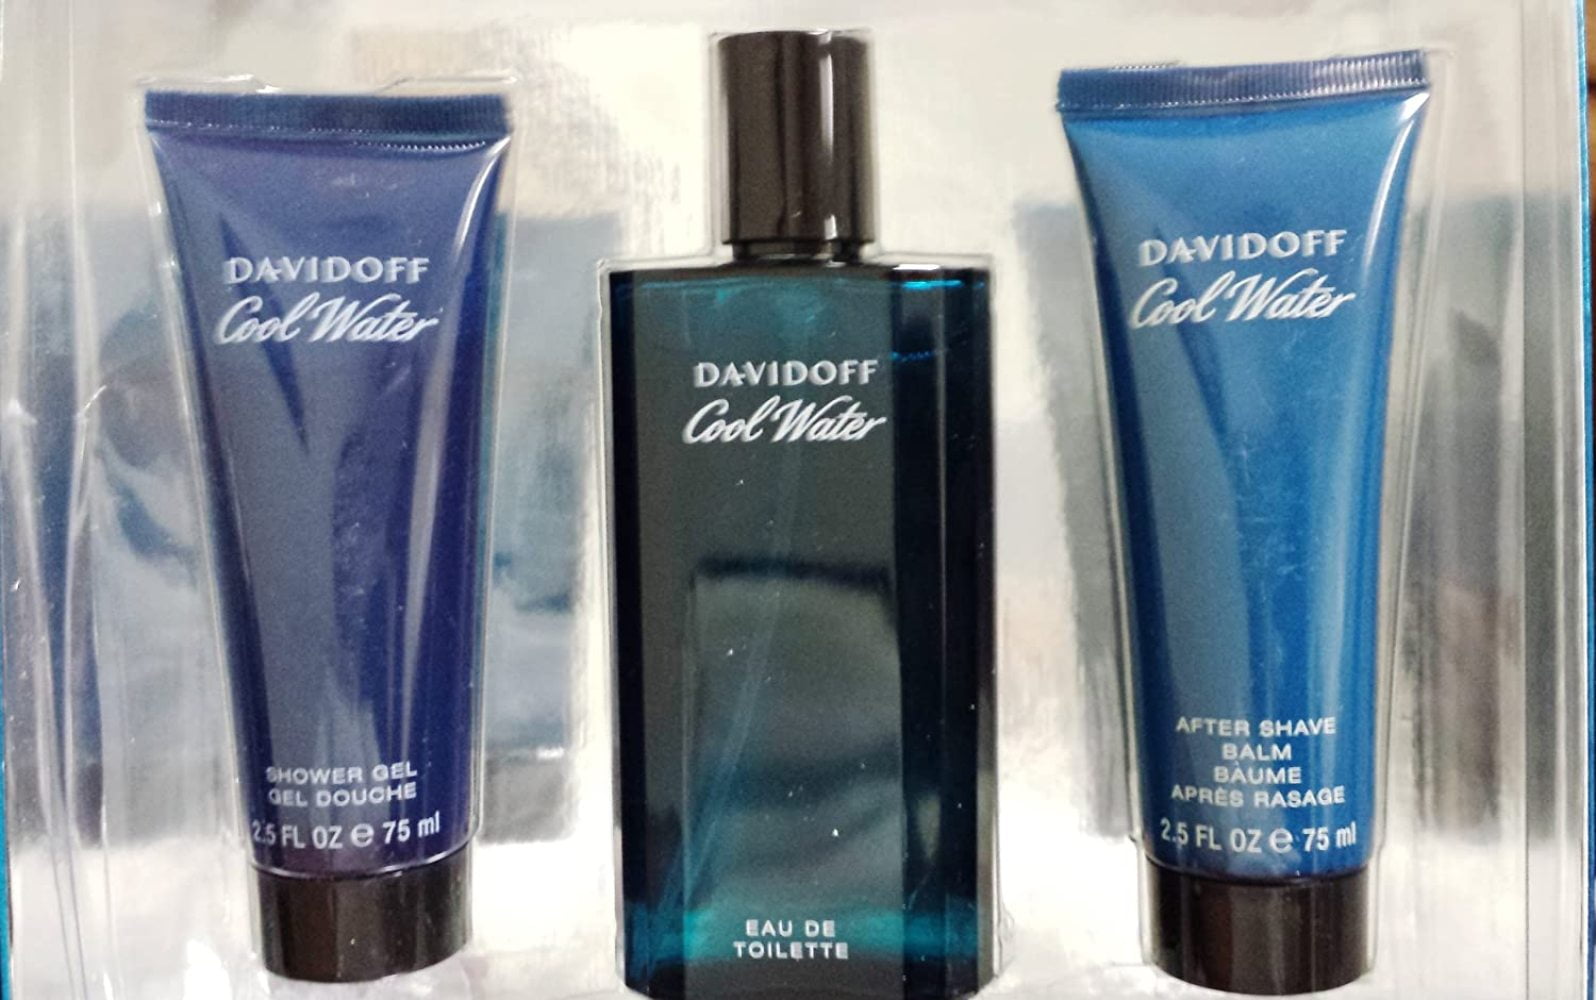 DAVIDOFF
Cool Water
SHOWER GEL
GEL DOUCHE
2.5 FL OZ e 75 ml
DAVIDOFF
Cool Water
EAU DE
TOILETTE
DAVIDOFF
Cool Water
AFTER SHAVE
BALM
BAUME
APRÈS RASAGE
2.5 FL OZ e 75 ml